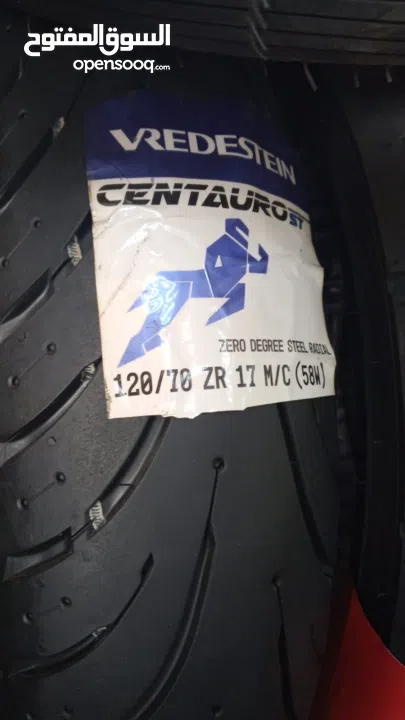 السوق المفتوح
opensooq.com
VREDESTEIN
CENTAURO ST
ZERO DEGREE STEEL RADIAL
120/70 ZR 17 M/C (58W)